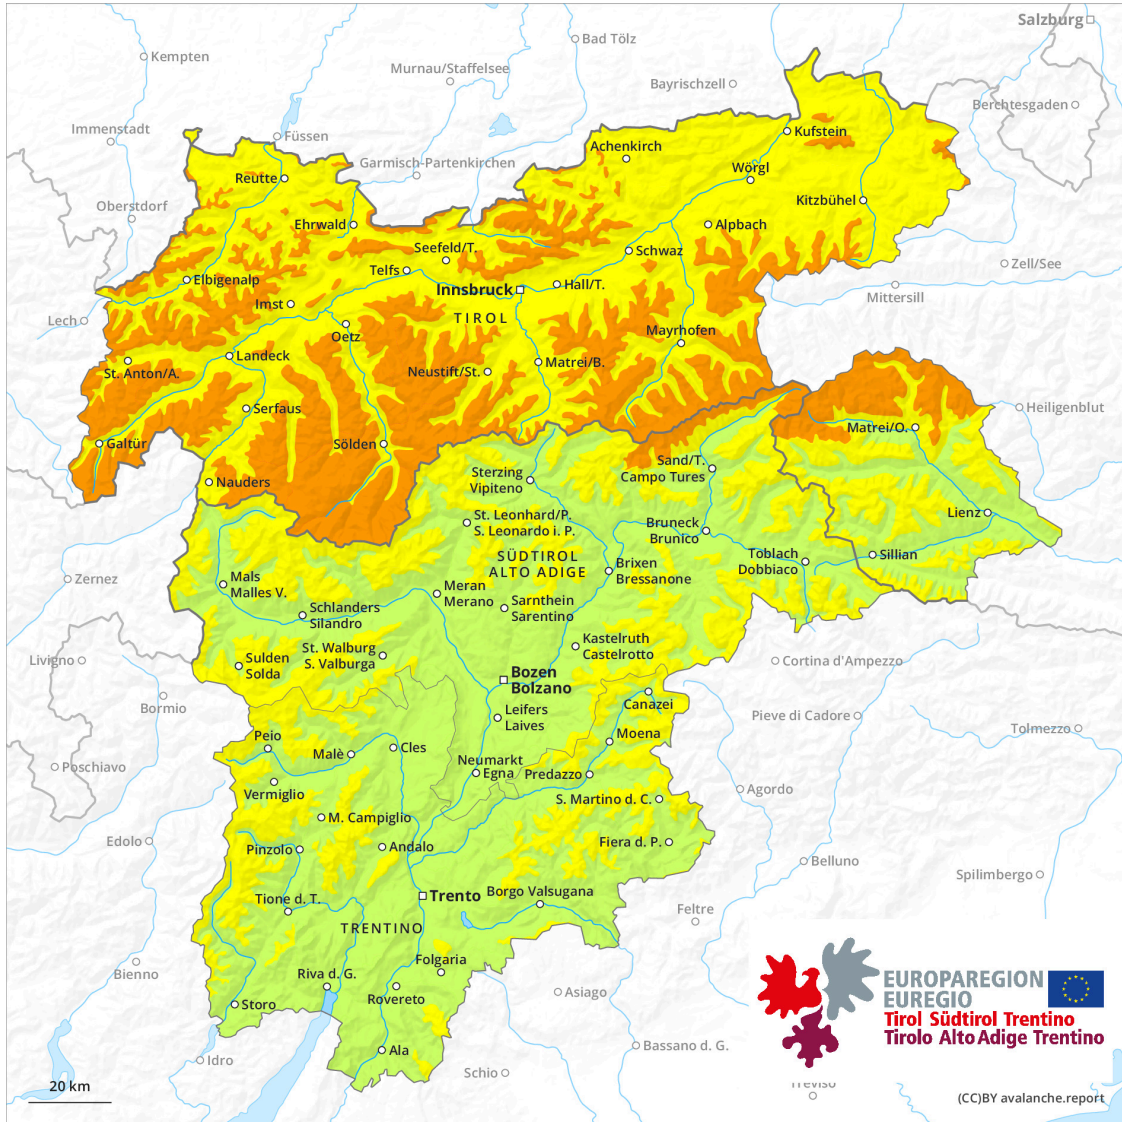 Salzburg
Kempten
Bad Tölz
Murnau/Staffelsee
Bayrischzell
Berchtesgaden
Immenstadt
Füssen
Kufstein
Achenkirch
Garmisch-Partenkirchen
Wörgl
Reutte
Oberstdorf
Kitzbühel
Ehrwald
Alpbach
Seefeld/T.
Schwaz
Telfs
Zell/See
Elbigenalp
Hall/T.
Innsbruck
Mittersill
Imst
TIROL
Lech
Oetz
Mayrhofen
Landeck
Matrei/B.
St. Anton/A.
Neustift/St.
Serfaus
Heiligenblut
Matrei/O.
Galtür
Sölden
Sand/T.
Campo Tures
Sterzing
Vipiteno
Nauders
St. Leonhard/P.
S. Leonardo i. P.
Lienz
Bruneck
Brunico
SÜDTIROL
ALTO ADIGE
Toblach
Dobbiaco
Sillian
Brixen
Bressanone
Zernez
Mals
Malles V.
Meran
Merano
Sarnthein
Sarentino
Schlanders
Silandro
Kastelruth
Castelrotto
St. Walburg
S. Valburga
Livigno
Sulden
Solda
Cortina d'Ampezzo
Bozen
Bolzano
Bormio
Canazei
Leifers
Laives
Pieve di Cadore
Tolmezzo
Peio
Moena
Malè
Cles
Neumarkt
Egna
Predazzo
Poschiavo
Vermiglio
Agordo
S. Martino d. C.
M. Campiglio
Edolo
Pinzolo
Andalo
Fiera d. P.
Belluno
Spilimbergo
Trento
Borgo Valsugana
Tione d. T.
Feltre
TRENTINO
Folgaria
Bienno
Riva d. G.
Rovereto
Asiago
Storo
EUROPAREGION
EUREGIO
Tirol Südtirol Trentino
Tirolo Alto Adige Trentino
Ala
Bassano d. G.
Idro
Schio
20 km
Treviso
(CC)BY avalanche.report